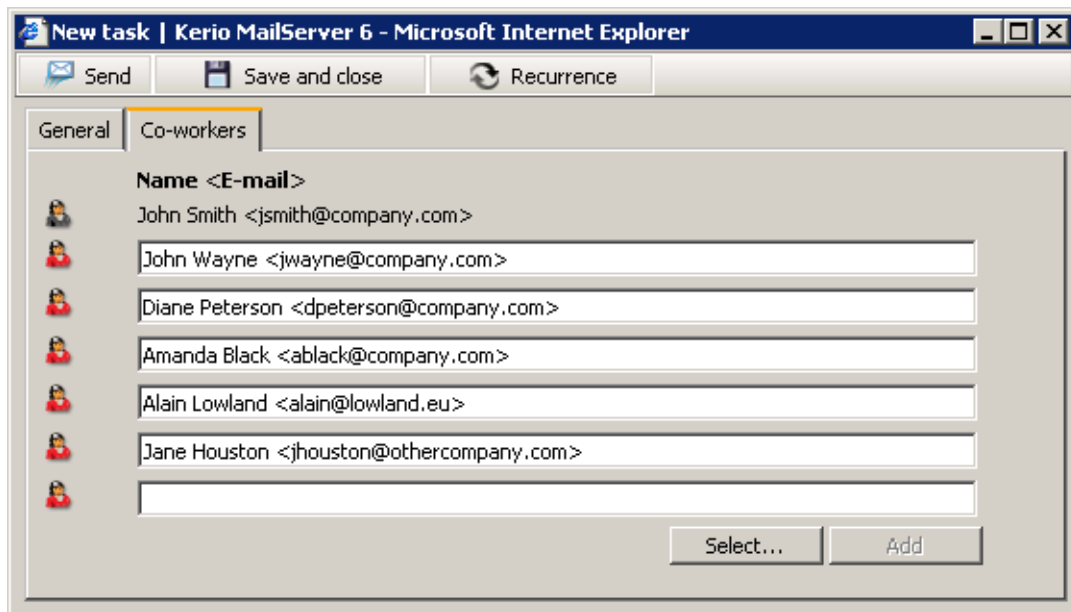 New task | Kerio MailServer 6 - Microsoft Internet Explorer
Send Save and close Recurrence
General Co-workers
Name <E-mail>
John Smith <jsmith@company.com>
John Wayne <jwayne@company.com>
Diane Peterson <dpeterson@company.com>
Amanda Black <ablack@company.com>
Alain Lowland <alain@lowland.eu>
Jane Houston <jhouston@othercompany.com>
Select... Add